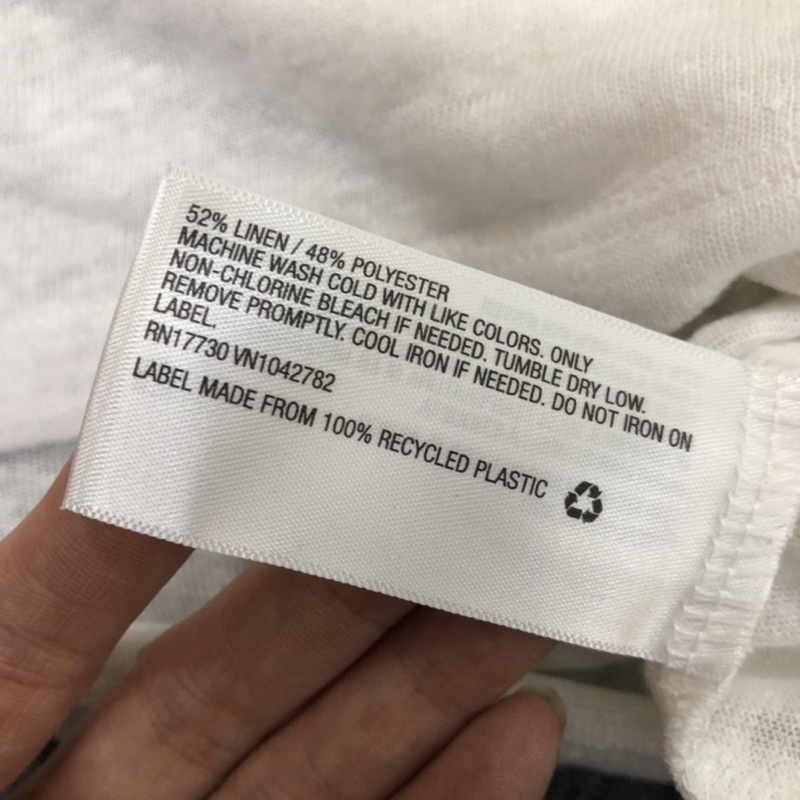 52% LINEN / 48% POLYESTER
MACHINE WASH COLD WITH LIKE COLORS. ONLY
NON-CHLORINE BLEACH IF NEEDED. TUMBLE DRY LOW.
REMOVE PROMPTLY. COOL IRON IF NEEDED. DO NOT IRON ON
LABEL.
RN17730 VN1042782
LABEL MADE FROM 100% RECYCLED PLASTIC